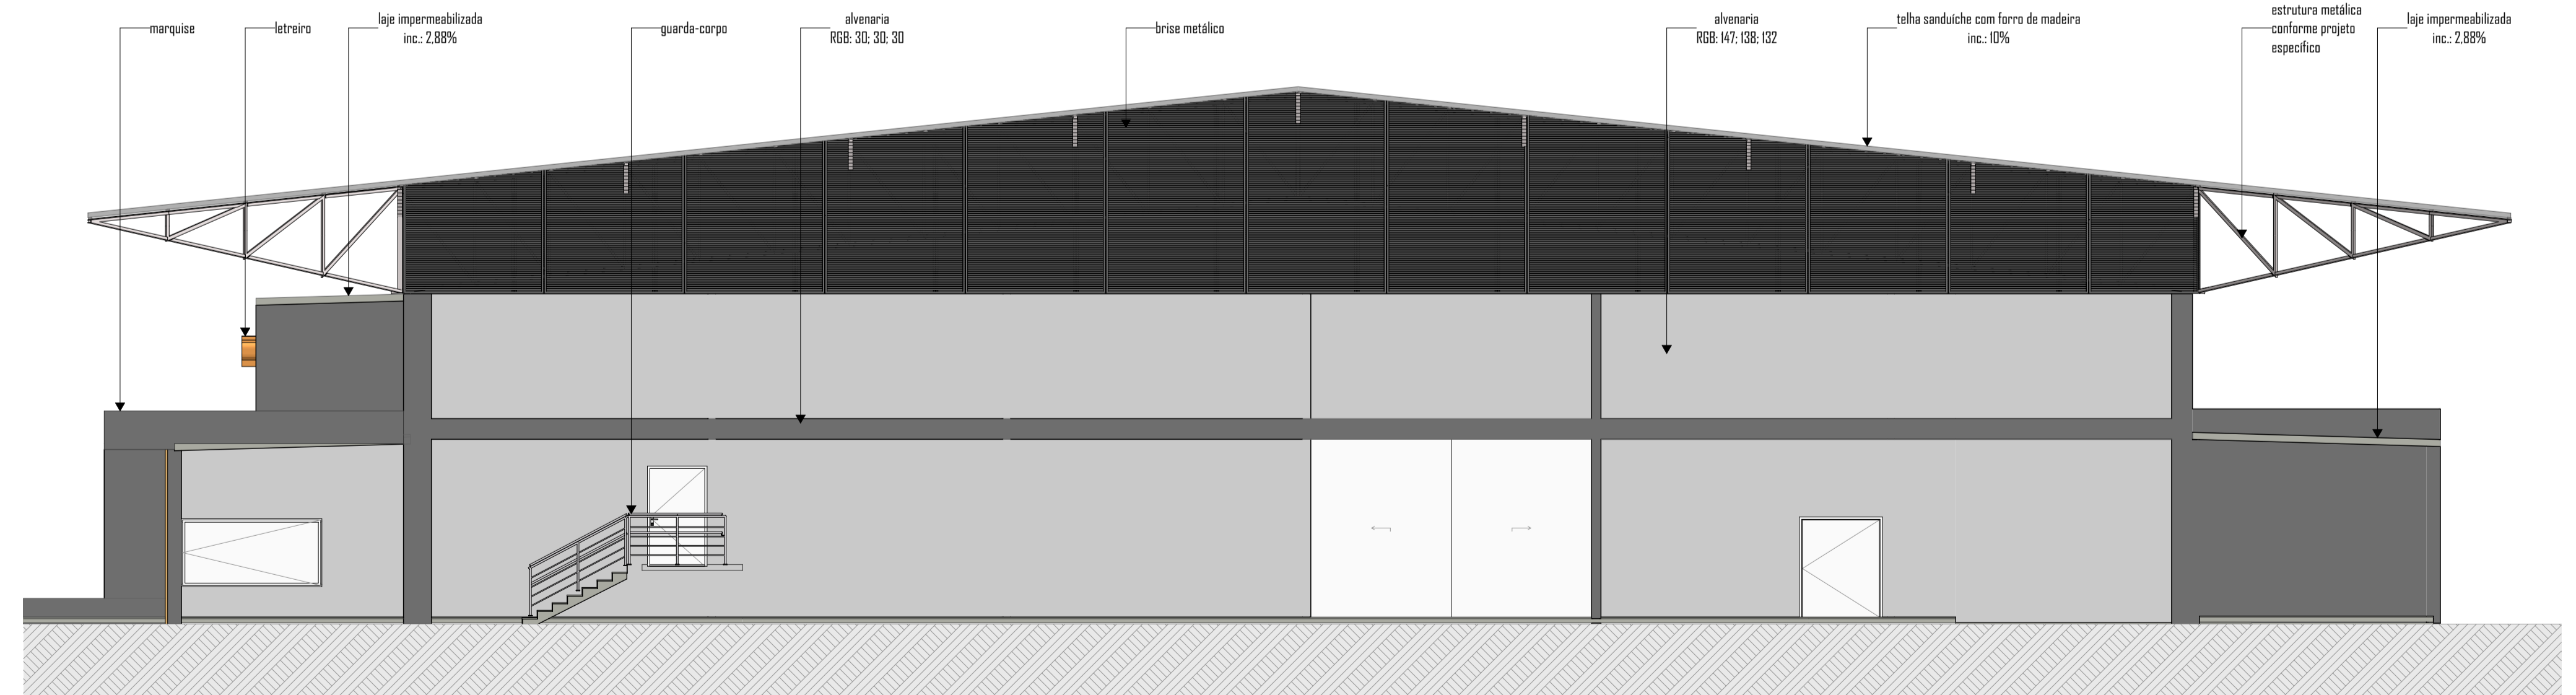 marquise
letreiro
laje impermeabilizada
inc.: 2,88%
guarda-corpo
alvenaria
RGB: 30; 30; 30
brise metálico
alvenaria
RGB: 147; 138; 132
telha sanduíche com forro de madeira
inc.: 10%
estrutura metálica
conforme projeto
específico
laje impermeabilizada
inc.: 2,88%